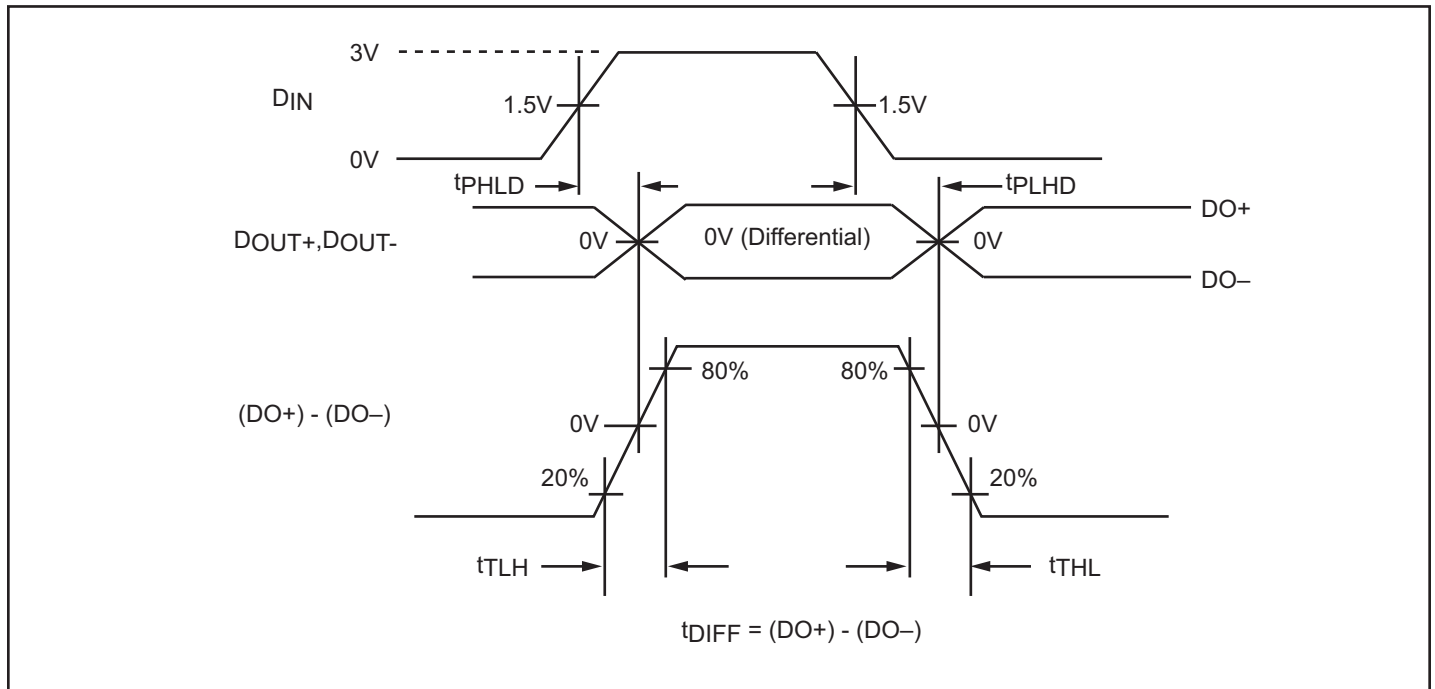 3V
DIN
1.5V
1.5V
0V
tPHLD
tPLHD
DO+
DOUT+,DOUT-
0V
0V (Differential)
0V
DO–
80%
80%
(DO+) - (DO–)
0V
0V
20%
20%
tTLH
tTHL
tDIFF = (DO+) - (DO–)